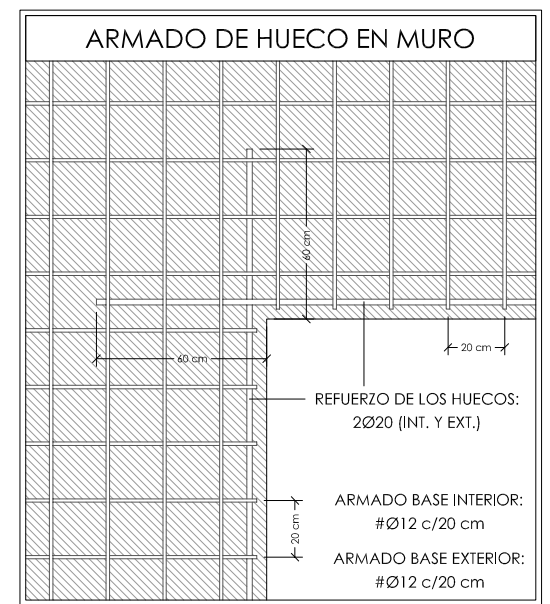 ARMADO DE HUECO EN MURO
60 cm
60 cm
20 cm
REFUERZO DE LOS HUECOS:
2Ø20 (INT. Y EXT.)
20 cm
ARMADO BASE INTERIOR:
#Ø12 c/20 cm
ARMADO BASE EXTERIOR:
#Ø12 c/20 cm